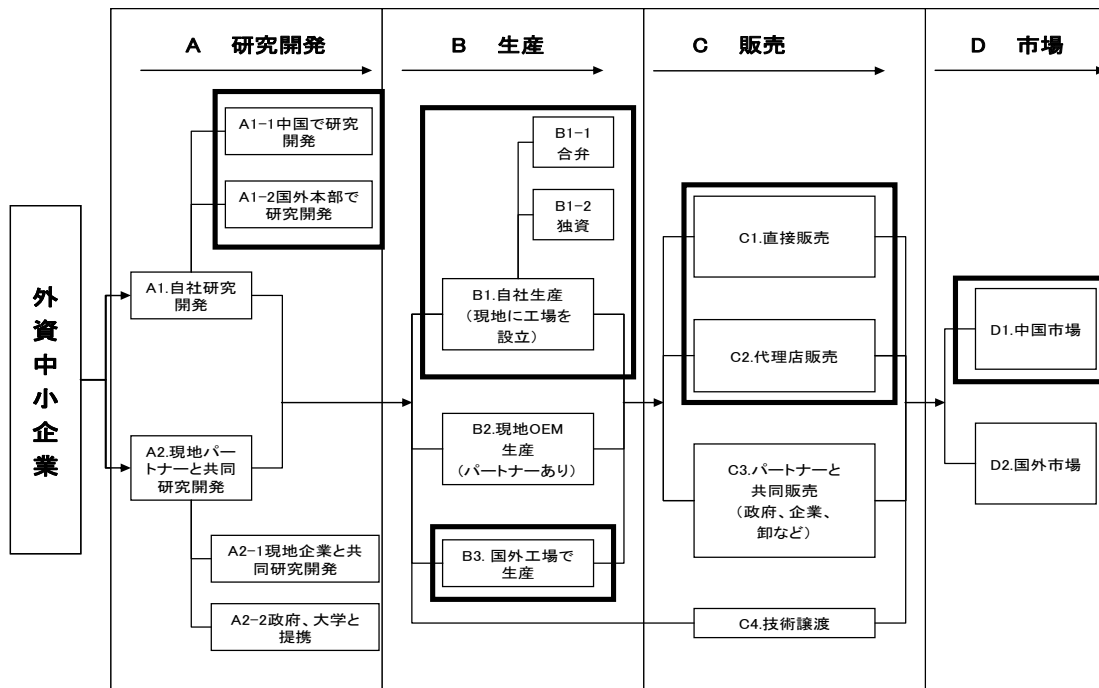 A 研究開発
B 生産
C 販売
D 市場
外
資
中
小
企
業
A1-1中国で研究
開発
A1-2国外本部で
研究開発
A1.自社研究
開発
A2.現地パー
トナーと共同
研究開発
A2-1現地企業と共
同研究開発
A2-2政府、大学と
提携
B1-1
合弁
B1-2
独資
B1.自社生産
（現地に工場を
設立）
B2.現地OEM
生産
（パートナーあり）
B3. 国外工場で
生産
C1.直接販売
C2.代理店販売
C3.パートナーと
共同販売
（政府、企業、
卸など）
C4.技術譲渡
D1.中国市場
D2.国外市場